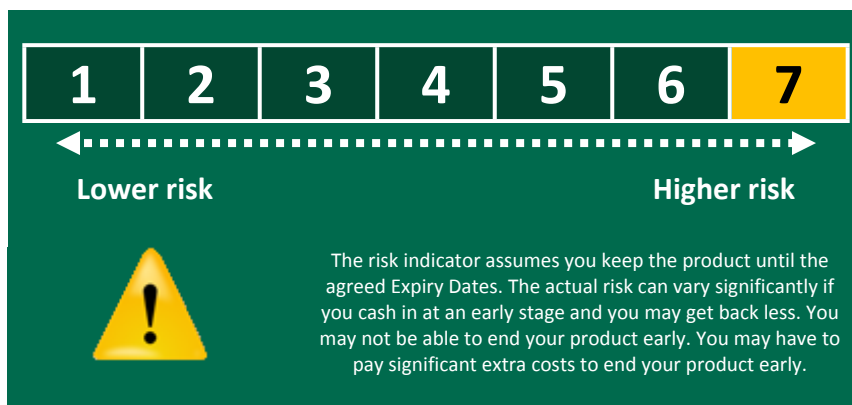 1 2 3 4 5 6 7
Lower risk Higher risk
!
The risk indicator assumes you keep the product until the
agreed Expiry Dates. The actual risk can vary significantly if
you cash in at an early stage and you may get back less. You
may not be able to end your product early. You may have to
pay significant extra costs to end your product early.